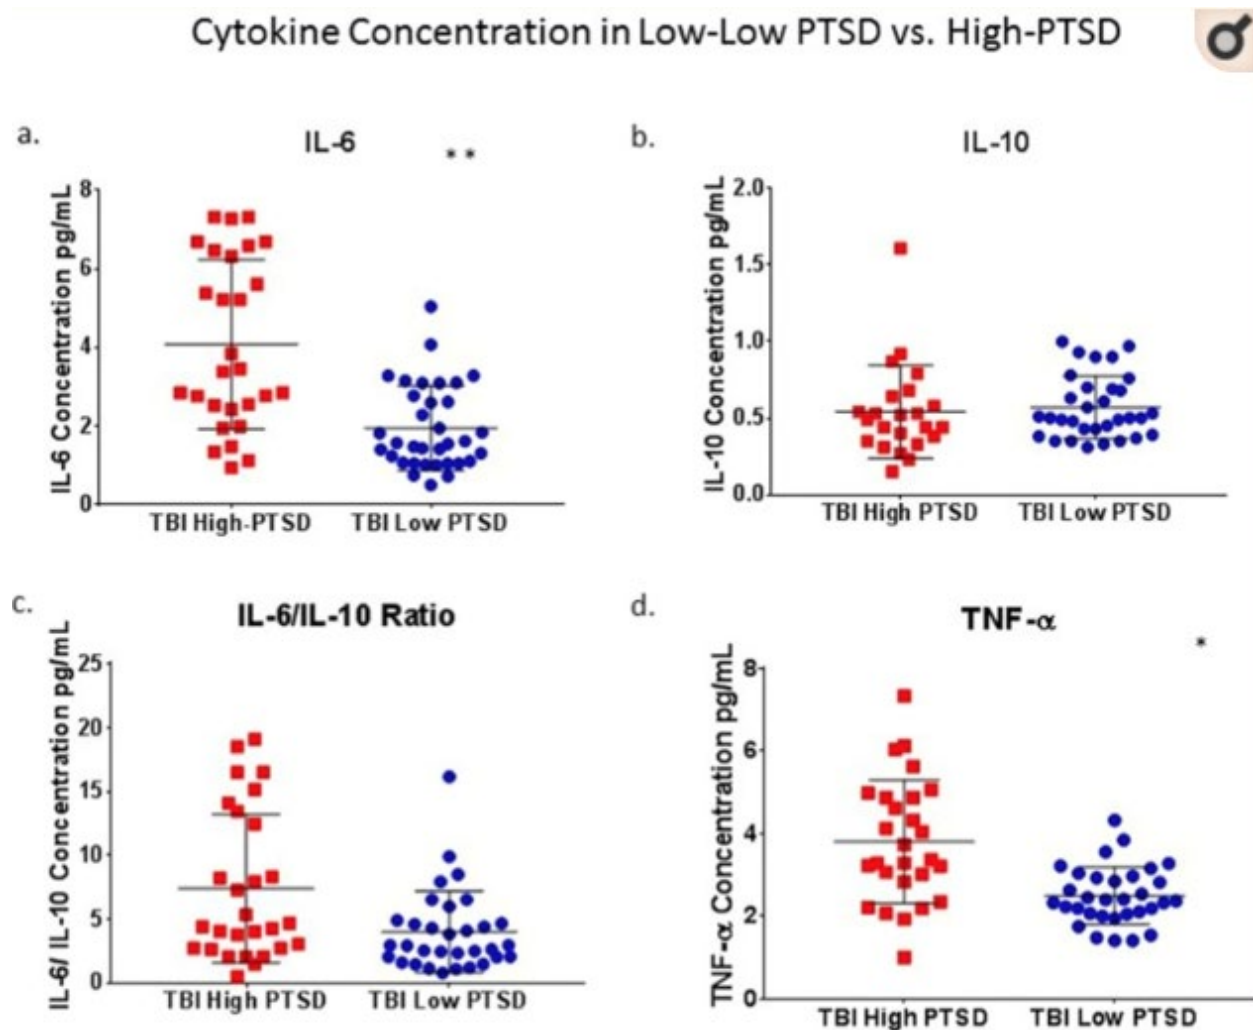 Cytokine Concentration in Low-Low PTSD vs. High-PTSD
a.
IL-6
**
IL-6 Concentration pg/mL
8
6
4
2
0
TBI High-PTSD
TBI Low PTSD
b.
IL-10
IL-10 Concentration pg/mL
2.0
1.5
1.0
0.5
0.0
TBI High PTSD
TBI Low PTSD
c.
IL-6/IL-10 Ratio
IL-6/ IL-10 Concentration pg/mL
25
20
15
10
5
0
TBI High PTSD
TBI Low PTSD
d.
TNF-α
*
TNF-α Concentration pg/mL
8
6
4
2
0
TBI High PTSD
TBI Low PTSD